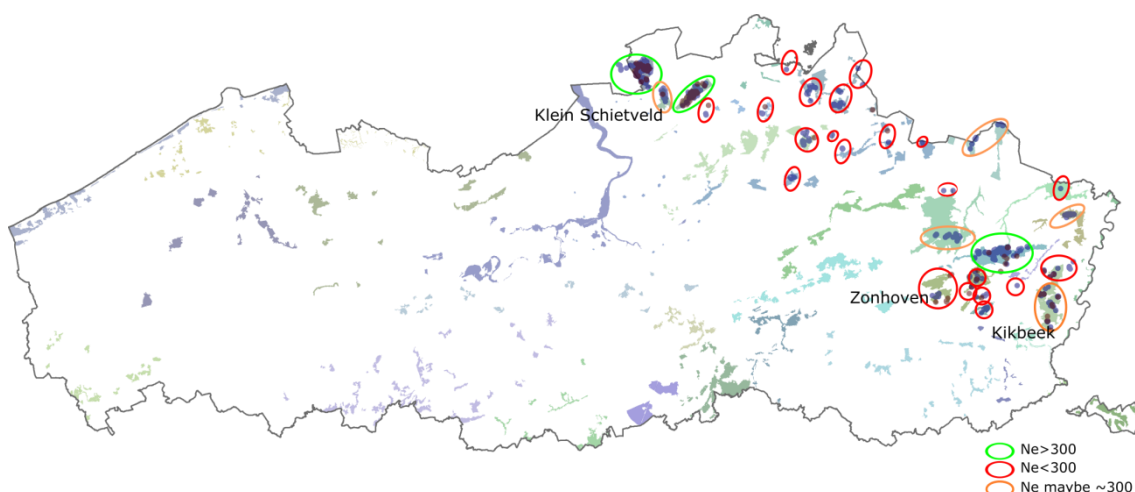 Klein Schietveld
Zonhoven
Kikbeek
Ne>300
Ne<300
Ne maybe ~300